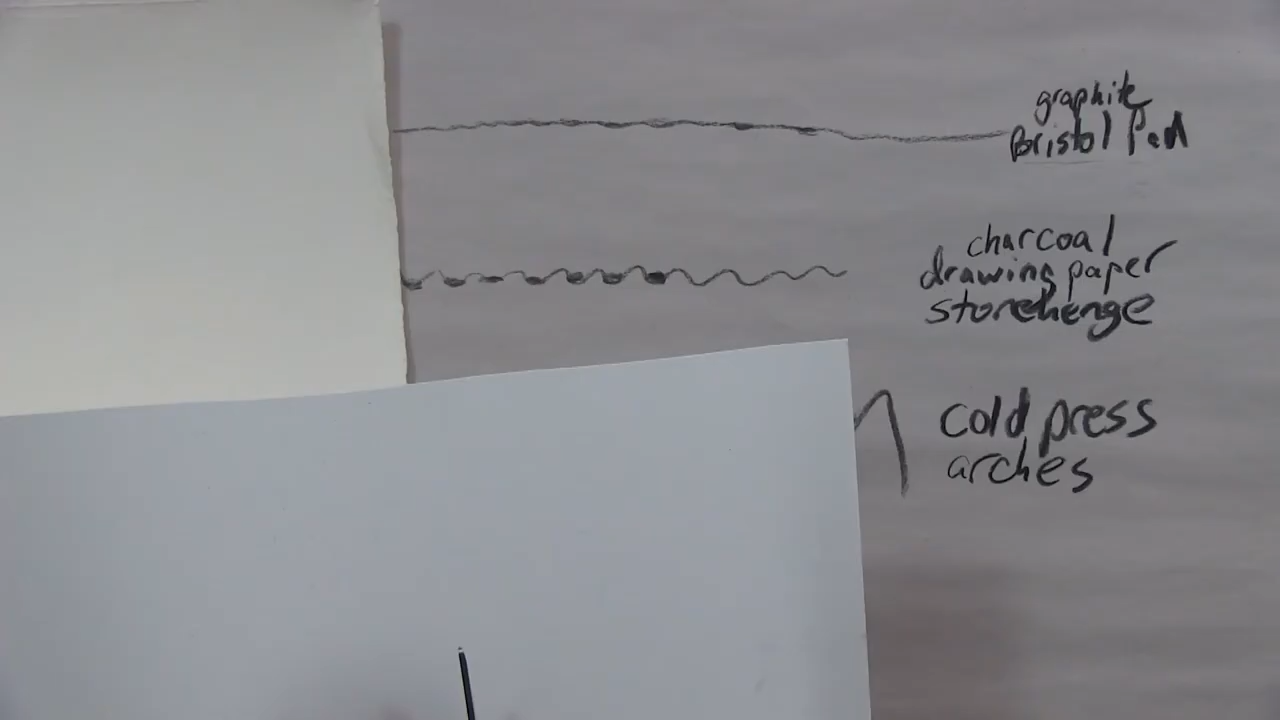 graphite
Bristol Pad
charcoal
drawing paper
stonehenge
cold press
arches